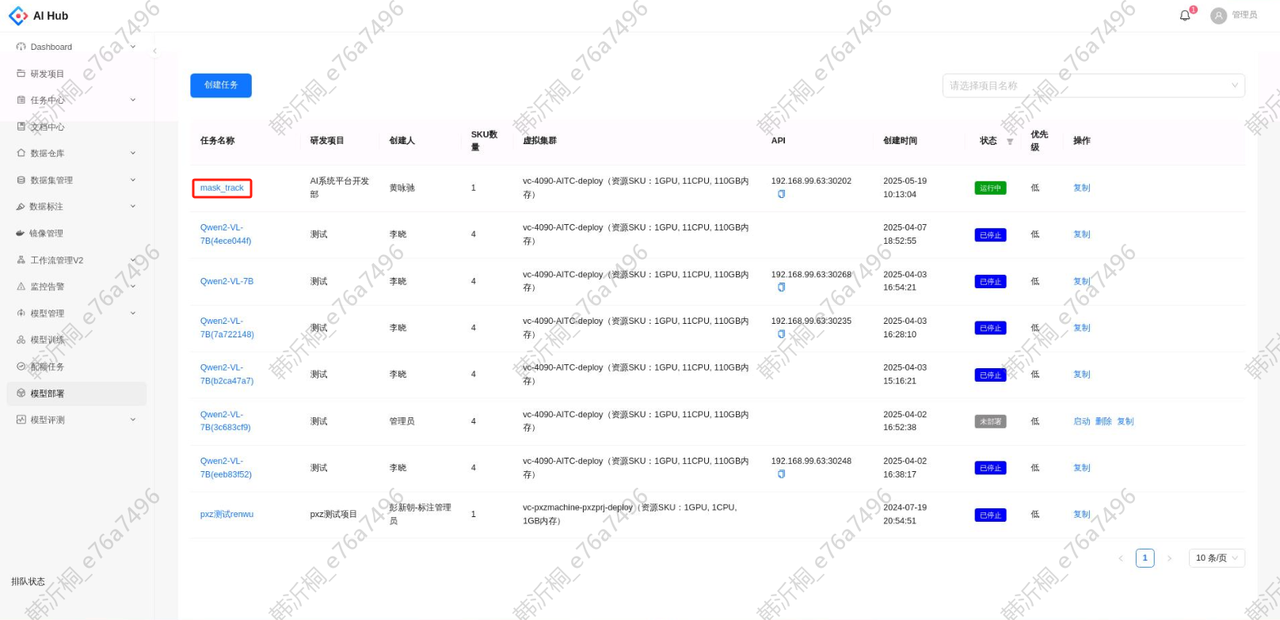 AI Hub
1
管理员
Dashboard
研发项目
任务中心
文档中心
数据仓库
数据集管理
数据标注
镜像管理
工作流管理V2
监控告警
模型管理
模型训练
配额任务
模型部署
模型评测
排队状态
创建任务
请选择项目名称
任务名称 研发项目 创建人 SKU数量 虚拟集群 API 创建时间 状态 优先级 操作
mask_track AI系统平台开发部 黄咏驰 1 vc-4090-AITC-deploy（资源SKU：1GPU, 11CPU, 110GB内存） 192.168.99.63:30202 2025-05-19 10:13:04 运行中 低 复制
Qwen2-VL-7B(4ece044f) 测试 李晓 4 vc-4090-AITC-deploy（资源SKU：1GPU, 11CPU, 110GB内存） 2025-04-07 18:52:55 已停止 低 复制
Qwen2-VL-7B 测试 李晓 4 vc-4090-AITC-deploy（资源SKU：1GPU, 11CPU, 110GB内存） 192.168.99.63:30268 2025-04-03 16:54:21 已停止 低 复制
Qwen2-VL-7B(7a722148) 测试 李晓 4 vc-4090-AITC-deploy（资源SKU：1GPU, 11CPU, 110GB内存） 192.168.99.63:30235 2025-04-03 16:28:10 已停止 低 复制
Qwen2-VL-7B(b2ca47a7) 测试 李晓 4 vc-4090-AITC-deploy（资源SKU：1GPU, 11CPU, 110GB内存） 2025-04-03 15:16:21 已停止 低 复制
Qwen2-VL-7B(3c683cf9) 测试 管理员 4 vc-4090-AITC-deploy（资源SKU：1GPU, 11CPU, 110GB内存） 2025-04-02 16:52:38 未部署 低 启动 删除 复制
Qwen2-VL-7B(eeb83f52) 测试 李晓 4 vc-4090-AITC-deploy（资源SKU：1GPU, 11CPU, 110GB内存） 192.168.99.63:30248 2025-04-02 16:38:17 已停止 低 复制
pxz测试renwu pxz测试项目 彭新朝-标注管理员 1 vc-pxzmachine-pxzprj-deploy（资源SKU：1GPU, 1CPU, 1GB内存） 2024-07-19 20:54:51 已停止 低 复制
1
10 条/页
韩沂桐_e76a7496